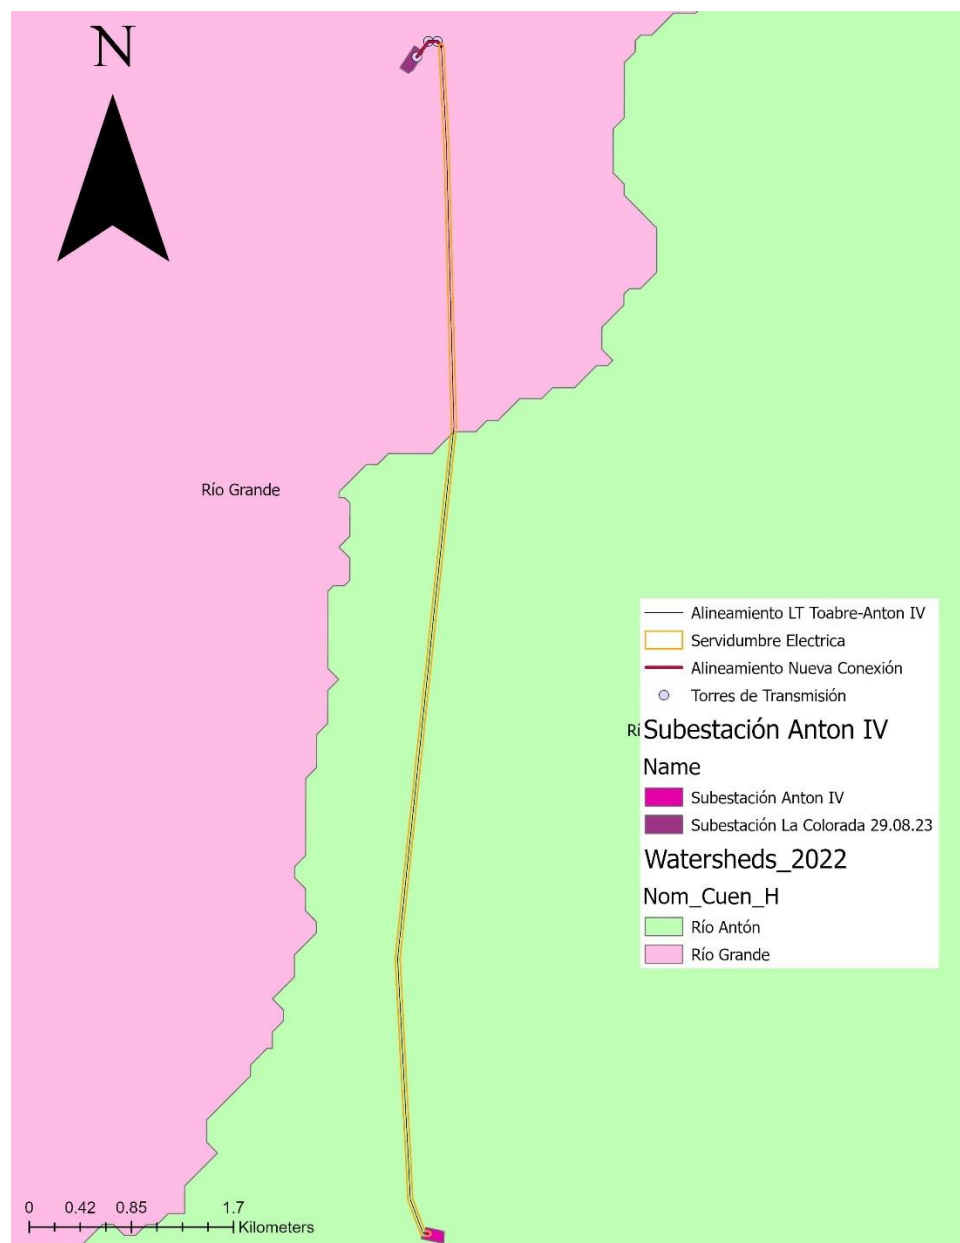 N
Río Grande
Alineamiento LT Toabre-Anton IV
Servidumbre Electrica
Alineamiento Nueva Conexión
Torres de Transmisión
Rí
Subestación Anton IV
Name
Subestación Anton IV
Subestación La Colorada 29.08.23
Watersheds_2022
Nom_Cuen_H
Río Antón
Río Grande
0 0.42 0.85 1.7
Kilometers